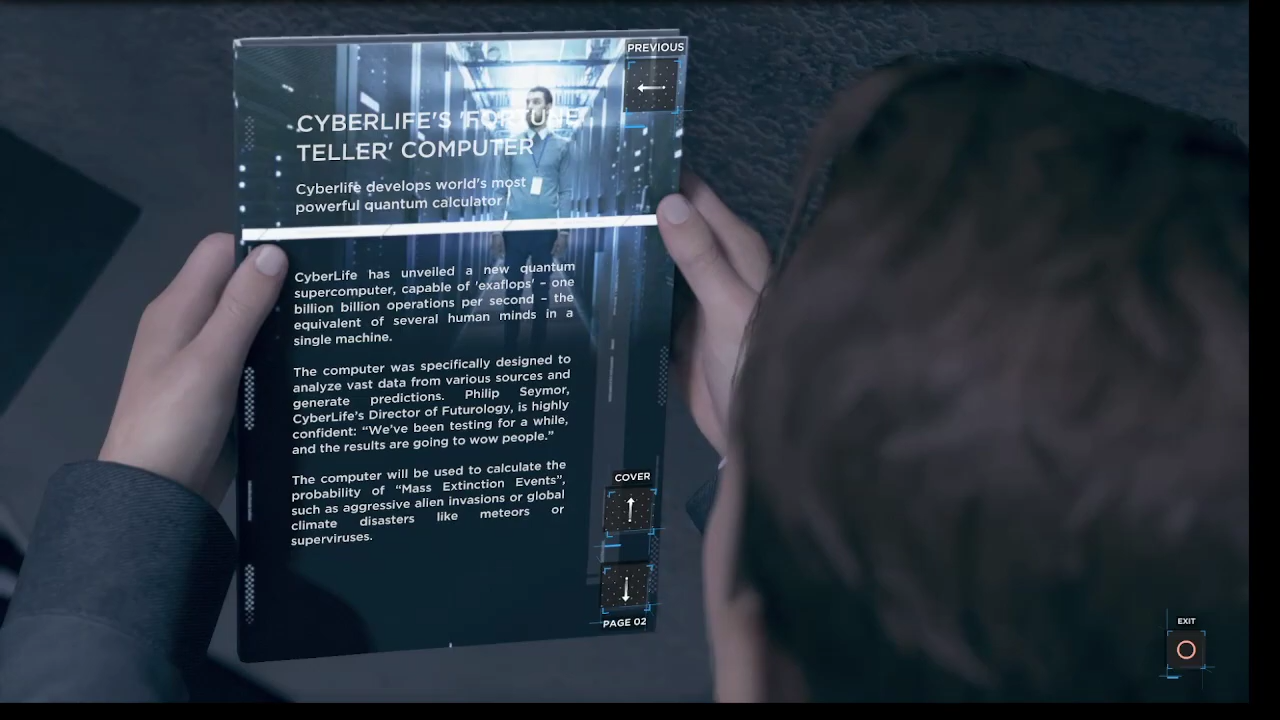 PREVIOUS
CYBERLIFE'S 'FORTUNE
TELLER' COMPUTER
Cyberlife develops world's most
powerful quantum calculator
CyberLife has unveiled a new quantum
supercomputer, capable of 'exaflops' – one
billion billion operations per second – the
equivalent of several human minds in a
single machine.
The computer was specifically designed to
analyze vast data from various sources and
generate predictions. Philip Seymor,
CyberLife's Director of Futurology, is highly
confident: “We've been testing for a while,
and the results are going to wow people.”
The computer will be used to calculate the
probability of “Mass Extinction Events”,
such as aggressive alien invasions or global
climate disasters like meteors or
superviruses.
COVER
PAGE 02
EXIT